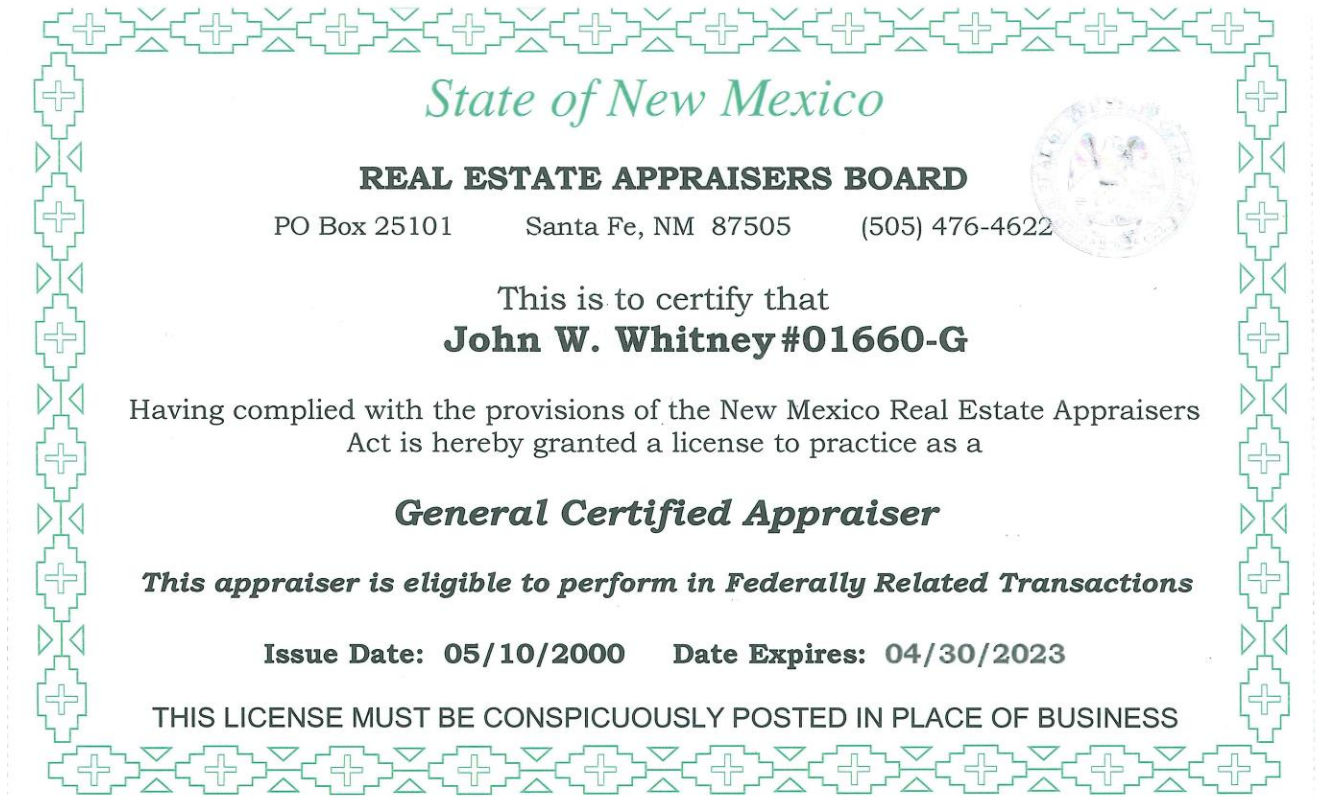 State of New Mexico
REAL ESTATE APPRAISERS BOARD
PO Box 25101 Santa Fe, NM 87505 (505) 476-4622
This is to certify that
John W. Whitney #01660-G
Having complied with the provisions of the New Mexico Real Estate Appraisers
Act is hereby granted a license to practice as a
General Certified Appraiser
This appraiser is eligible to perform in Federally Related Transactions
Issue Date: 05/10/2000 Date Expires: 04/30/2023
THIS LICENSE MUST BE CONSPICUOUSLY POSTED IN PLACE OF BUSINESS